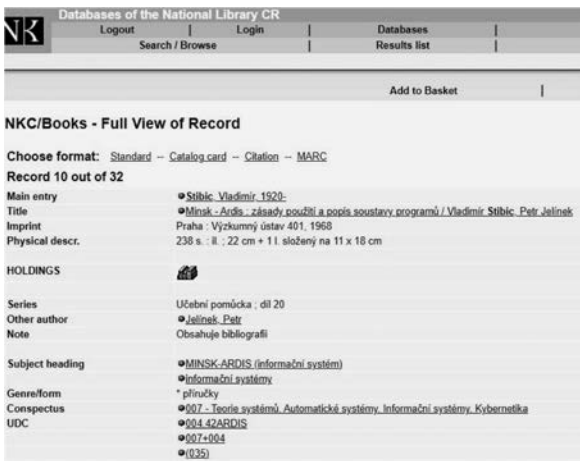 Databases of the National Library CR
NK Logout | Login | Databases |
Search / Browse | Results list |
Add to Basket |
NKC/Books - Full View of Record
Choose format: Standard -- Catalog card -- Citation -- MARC
Record 10 out of 32
Main entry Stibic, Vladimír, 1920-
Title Minsk - Ardis : zásady použití a popis soustavy programů / Vladimír Stibic, Petr Jelínek
Imprint Praha : Výzkumný ústav 401, 1968
Physical descr. 238 s. : il. ; 22 cm + 1 l. složený na 11 x 18 cm
HOLDINGS
Series Učební pomůcka ; díl 20
Other author Jelínek, Petr
Note Obsahuje bibliografii
Subject heading MINSK-ARDIS (informační systém)
informační systémy
Genre/form * příručky
Conspectus 007 - Teorie systémů. Automatické systémy. Informační systémy. Kybernetika
UDC 004.42ARDIS
007+004
(035)